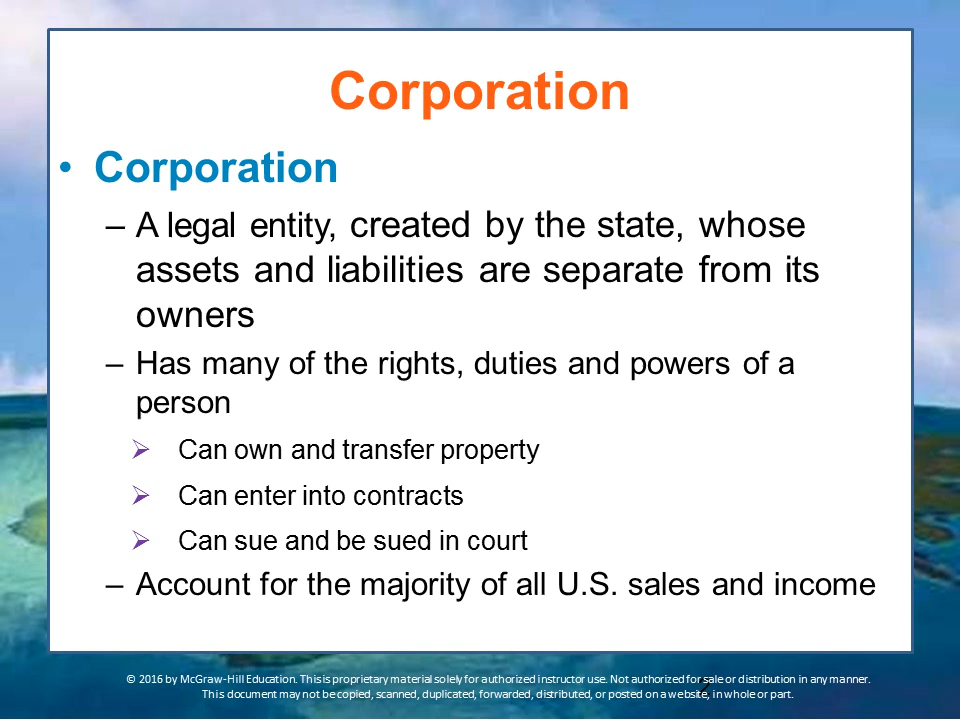 Corporation
• Corporation
– A legal entity, created by the state, whose
assets and liabilities are separate from its
owners
– Has many of the rights, duties and powers of a
person
➢ Can own and transfer property
➢ Can enter into contracts
➢ Can sue and be sued in court
– Account for the majority of all U.S. sales and income
© 2016 by McGraw-Hill Education. This is proprietary material solely for authorized instructor use. Not authorized for sale or distribution in any manner.
This document may not be copied, scanned, duplicated, forwarded, distributed, or posted on a website, in whole or part.